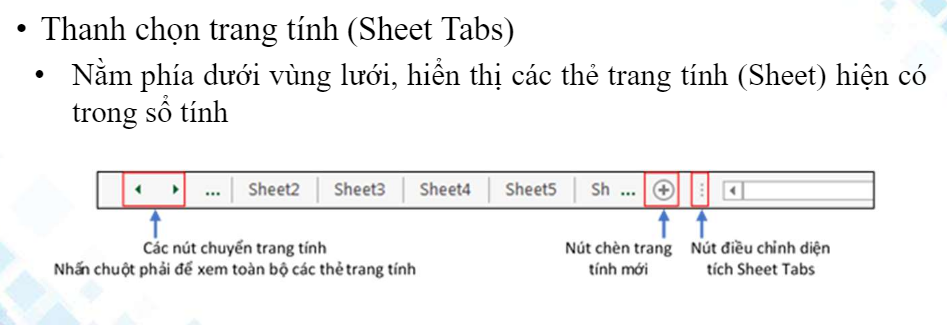 • Thanh chọn trang tính (Sheet Tabs)
• Nằm phía dưới vùng lưới, hiển thị các thẻ trang tính (Sheet) hiện có
trong sổ tính
... Sheet2 Sheet3 Sheet4 Sheet5 Sh ...
Các nút chuyển trang tính
Nhấn chuột phải để xem toàn bộ các thẻ trang tính
Nút chèn trang
tính mới
Nút điều chỉnh diện
tích Sheet Tabs